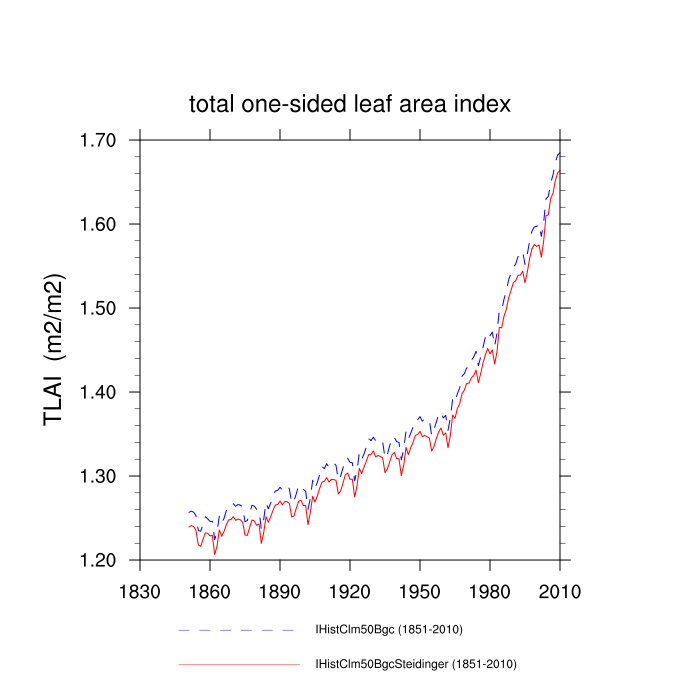 total one-sided leaf area index
TLAI (m2/m2)
1.70
1.60
1.50
1.40
1.30
1.20
1830 1860 1890 1920 1950 1980 2010
IHistClm50Bgc (1851-2010)
IHistClm50BgcSteidinger (1851-2010)